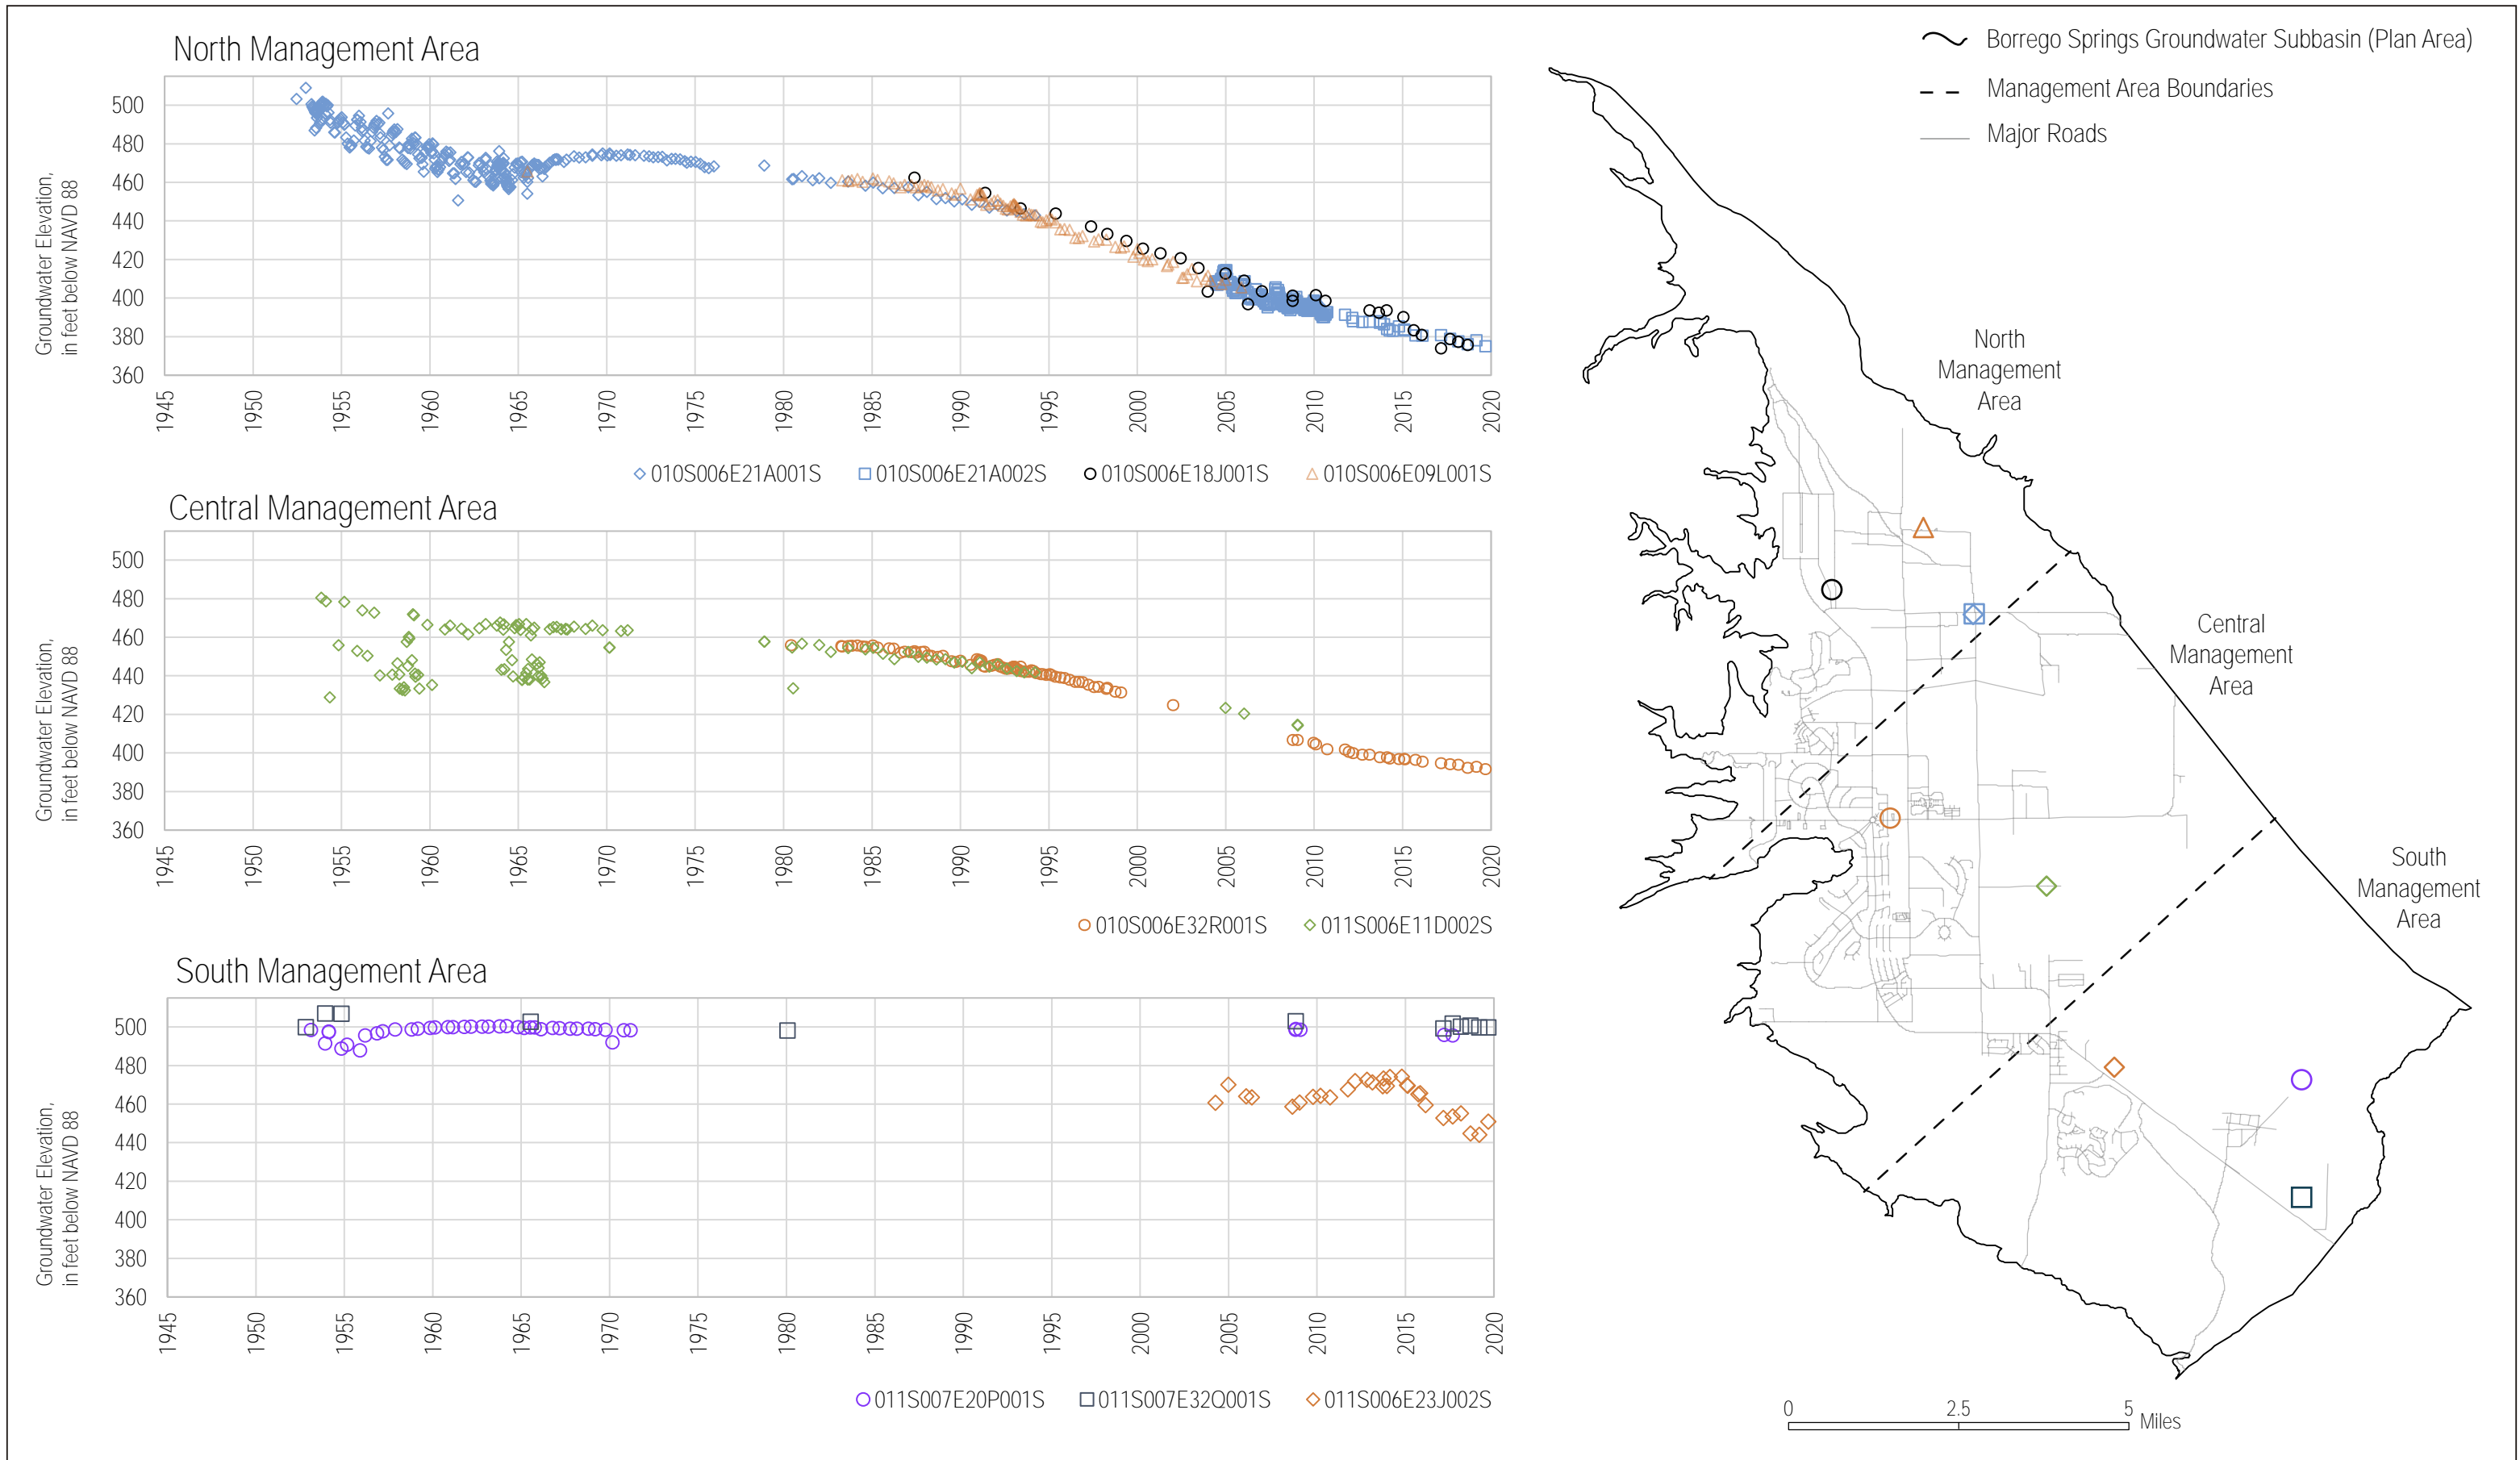 North Management Area
Groundwater Elevation,
in feet below NAVD 88
500
480
460
440
420
400
380
360
1945
1950
1955
1960
1965
1970
1975
1980
1985
1990
1995
2000
2005
2010
2015
2020
010S006E21A001S
010S006E21A002S
010S006E18J001S
010S006E09L001S
Central Management Area
Groundwater Elevation,
in feet below NAVD 88
500
480
460
440
420
400
380
360
1945
1950
1955
1960
1965
1970
1975
1980
1985
1990
1995
2000
2005
2010
2015
2020
010S006E32R001S
011S006E11D002S
South Management Area
Groundwater Elevation,
in feet below NAVD 88
500
480
460
440
420
400
380
360
1945
1950
1955
1960
1965
1970
1975
1980
1985
1990
1995
2000
2005
2010
2015
2020
011S007E20P001S
011S007E32Q001S
011S006E23J002S
Borrego Springs Groundwater Subbasin (Plan Area)
Management Area Boundaries
Major Roads
North
Management
Area
Central
Management
Area
South
Management
Area
0
2.5
5
Miles